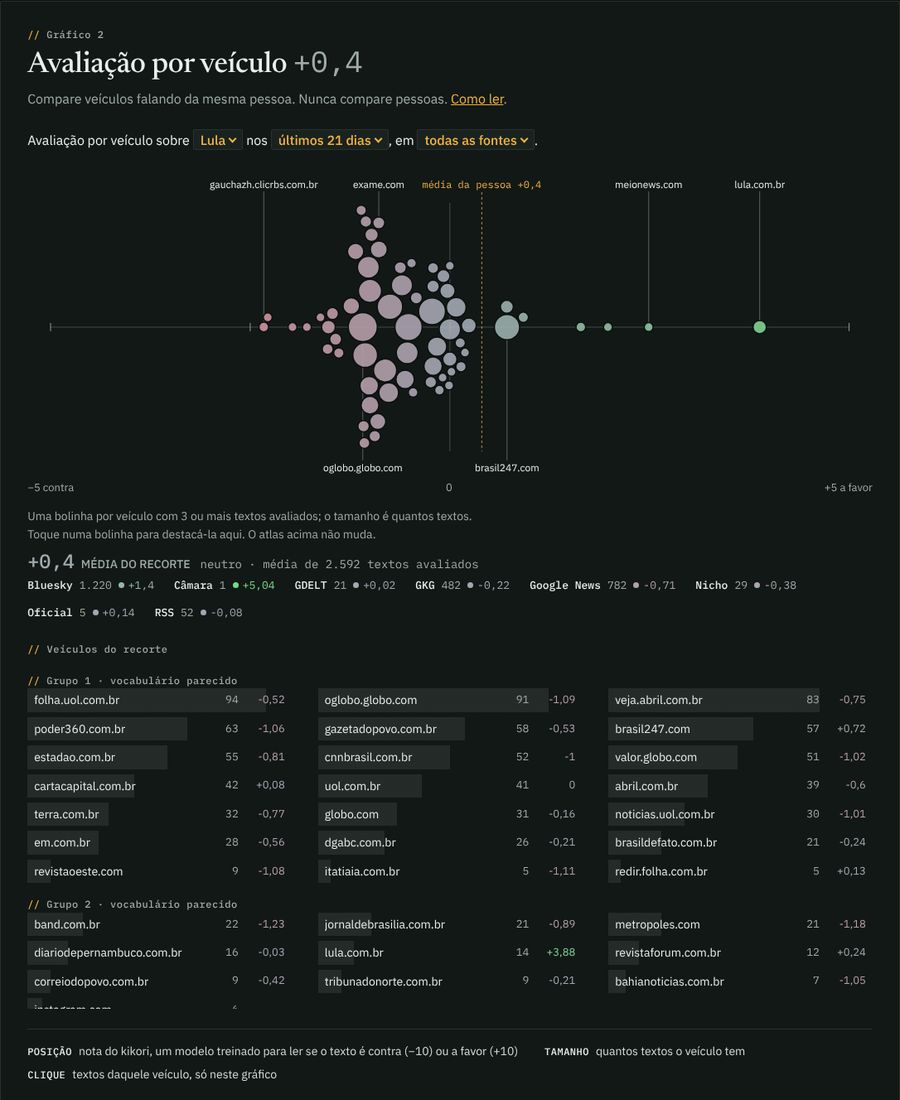 // Gráfico 2
Avaliação por veículo +0,4
Compare veículos falando da mesma pessoa. Nunca compare pessoas. Como ler.
Avaliação por veículo sobre Lula nos últimos 21 dias, em todas as fontes.
gauchazh.clicrbs.com.br exame.com média da pessoa +0,4 meionews.com lula.com.br
oglobo.globo.com brasil247.com
−5 contra 0 +5 a favor
Uma bolinha por veículo com 3 ou mais textos avaliados; o tamanho é quantos textos.
Toque numa bolinha para destacá-la aqui. O atlas acima não muda.
+0,4 MÉDIA DO RECORTE neutro · média de 2.592 textos avaliados
Bluesky 1.220 +1,4 Câmara 1 +5,04 GDELT 21 +0,02 GKG 482 -0,22 Google News 782 -0,71 Nicho 29 -0,38
Oficial 5 +0,14 RSS 52 -0,08
// Veículos do recorte
// Grupo 1 · vocabulário parecido
folha.uol.com.br 94 -0,52 oglobo.globo.com 91 -1,09 veja.abril.com.br 83 -0,75
poder360.com.br 63 -1,06 gazetadopovo.com.br 58 -0,53 brasil247.com 57 +0,72
estadao.com.br 55 -0,81 cnnbrasil.com.br 52 -1 valor.globo.com 51 -1,02
cartacapital.com.br 42 +0,08 uol.com.br 41 0 abril.com.br 39 -0,6
terra.com.br 32 -0,77 globo.com 31 -0,16 noticias.uol.com.br 30 -1,01
em.com.br 28 -0,56 dgabc.com.br 26 -0,21 brasildefato.com.br 21 -0,24
revistaoeste.com 9 -1,08 itatiaia.com.br 5 -1,11 redir.folha.com.br 5 +0,13
// Grupo 2 · vocabulário parecido
band.com.br 22 -1,23 jornaldebrasilia.com.br 21 -0,89 metropoles.com 21 -1,18
diariodepernambuco.com.br 16 -0,03 lula.com.br 14 +3,88 revistaforum.com.br 12 +0,24
correiodopovo.com.br 9 -0,42 tribunadonorte.com.br 9 -0,21 bahianoticias.com.br 7 -1,05
POSIÇÃO nota do kikori, um modelo treinado para ler se o texto é contra (−10) ou a favor (+10) TAMANHO quantos textos o veículo tem
CLIQUE textos daquele veículo, só neste gráfico